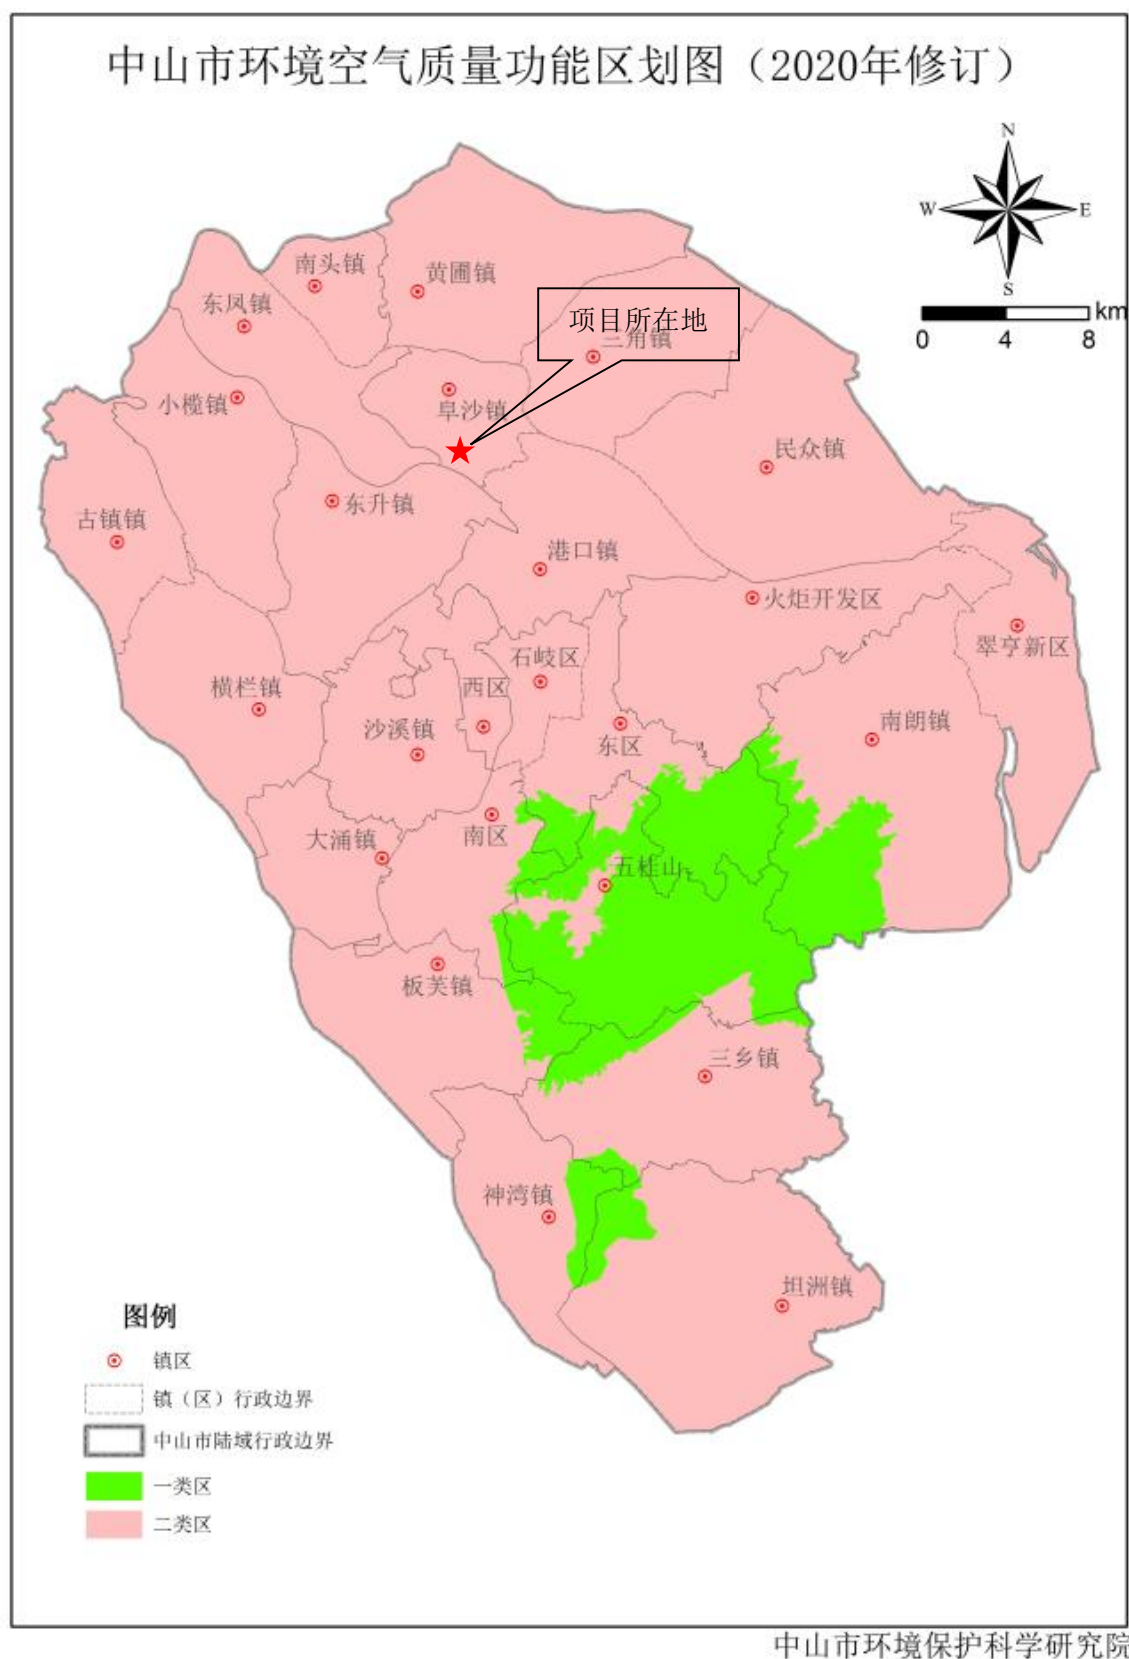 中山市环境空气质量功能区划图（2020年修订）
N
W
E
S
km
0
4
8
南头镇
黄圃镇
东凤镇
项目所在地
三角镇
小榄镇
阜沙镇
民众镇
东升镇
古镇镇
港口镇
火炬开发区
翠亨新区
石岐区
横栏镇
西区
沙溪镇
东区
南朗镇
南区
大涌镇
五桂山
板芙镇
三乡镇
神湾镇
坦洲镇
图例
镇区
镇（区）行政边界
中山市陆域行政边界
一类区
二类区
中山市环境保护科学研究院